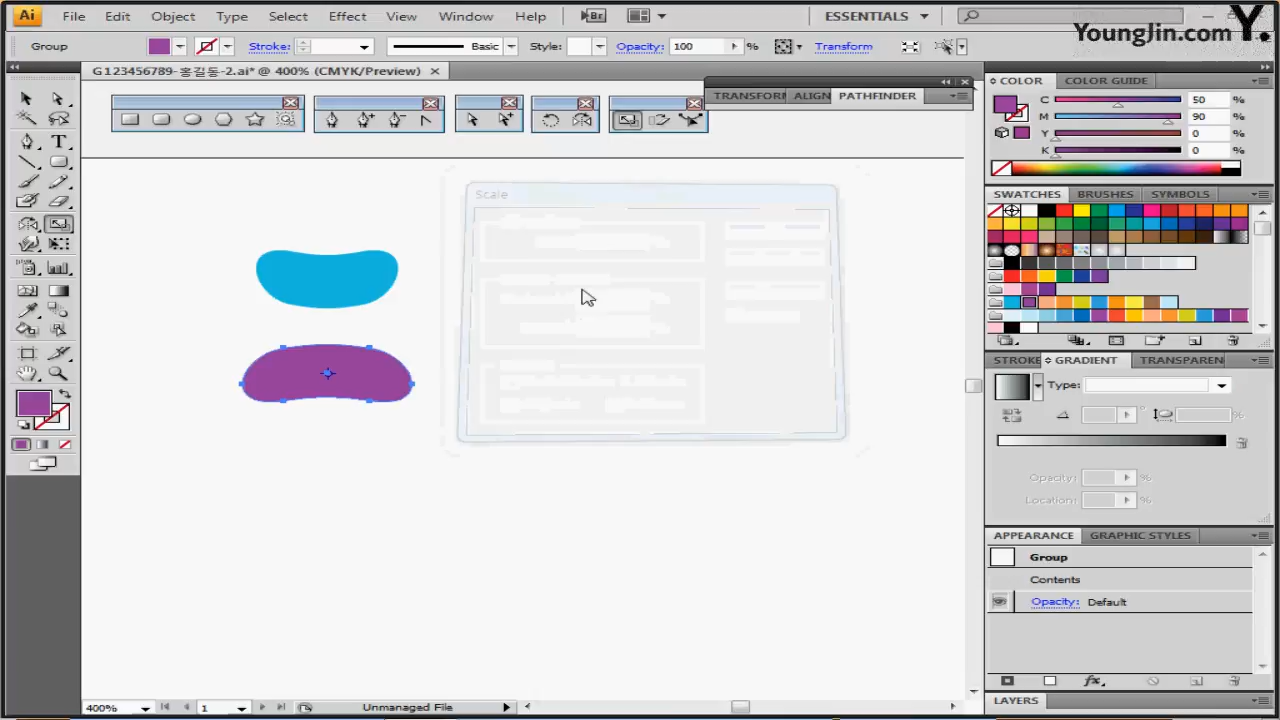 Ai File Edit Object Type Select Effect View Window Help Br ESSENTIALS
YoungJin.com Y.
Group Stroke: Basic Style: Opacity: 100 % Transform
G123456789-홍길동-2.ai* @ 400% (CMYK/Preview)
TRANSFORM ALIGN PATHFINDER
COLOR COLOR GUIDE
C 50 %
M 90 %
Y 0 %
K 0 %
SWATCHES BRUSHES SYMBOLS
Scale
STROKE GRADIENT TRANSPAREN
Type:
Opacity: %
Location: %
APPEARANCE GRAPHIC STYLES
Group
Contents
Opacity: Default
LAYERS
400% 1 Unmanaged File